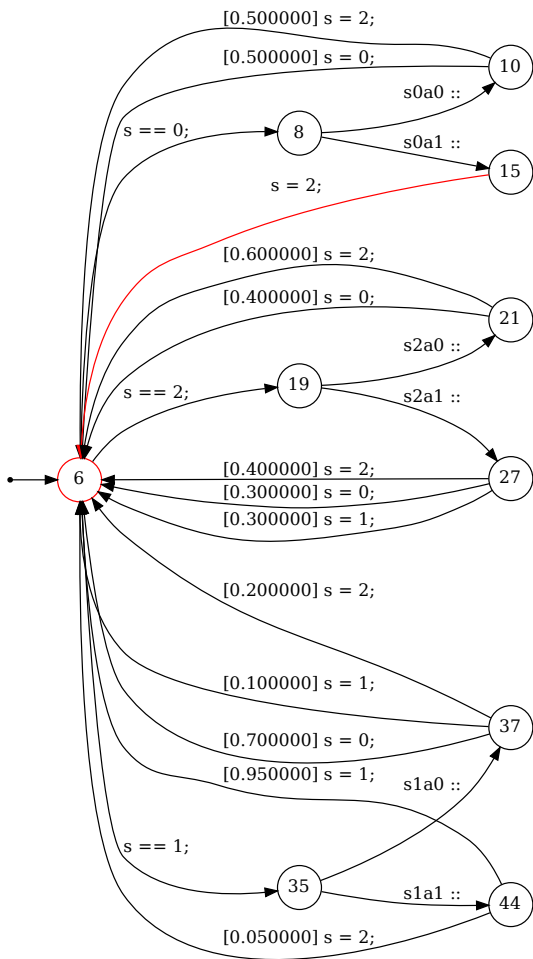 [0.500000] s = 2;
[0.500000] s = 0;
10
s0a0 ::
s == 0;
8
s0a1 ::
15
s = 2;
[0.600000] s = 2;
[0.400000] s = 0;
21
s2a0 ::
s == 2;
19
s2a1 ::
6
[0.400000] s = 2;
27
[0.300000] s = 0;
[0.300000] s = 1;
[0.200000] s = 2;
[0.100000] s = 1;
37
[0.700000] s = 0;
[0.950000] s = 1;
s1a0 ::
s == 1;
35
s1a1 ::
44
[0.050000] s = 2;